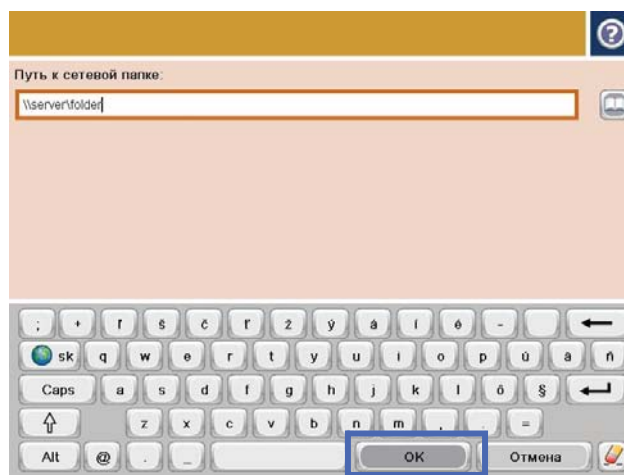 ?
Путь к сетевой папке:
\\server\folder
; + ľ š č ť ž ý á í é -
sk q w e r t y u i o p ú ä ň
Caps a s d f g h j k l ô §
z x c v b n m , . =
Alt @ . _ OK Отмена